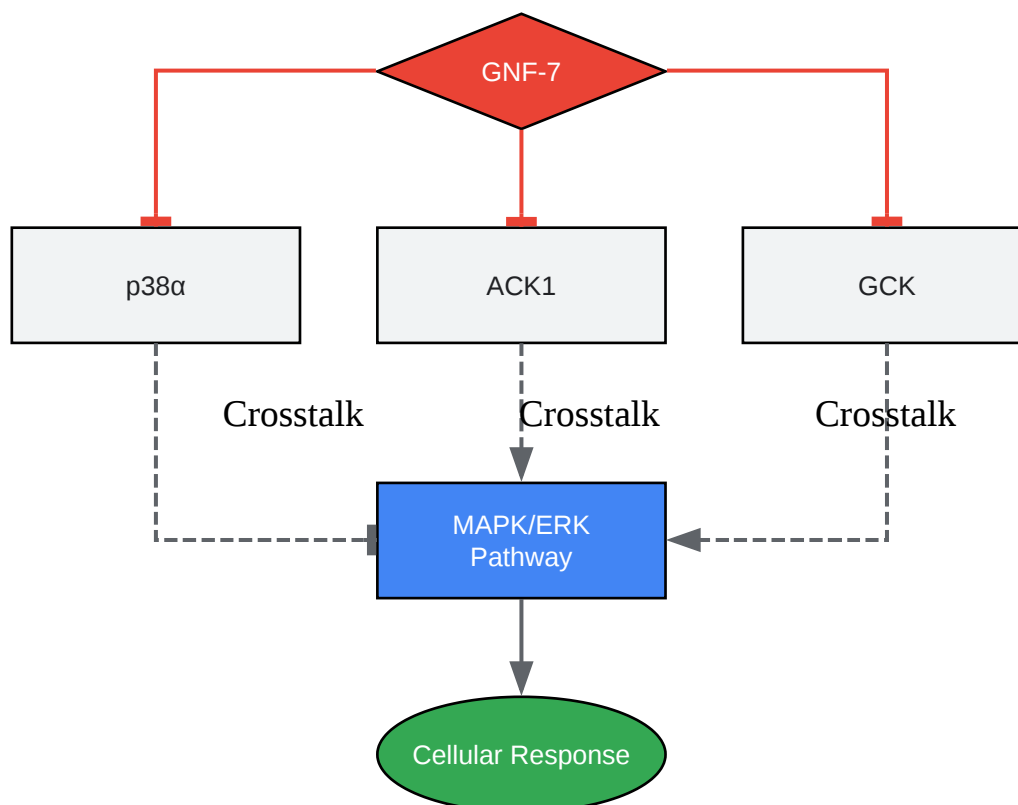 GNF-7
p38α
ACK1
GCK
Crosstalk
Crosstalk
Crosstalk
MAPK/ERK
Pathway
Cellular Response